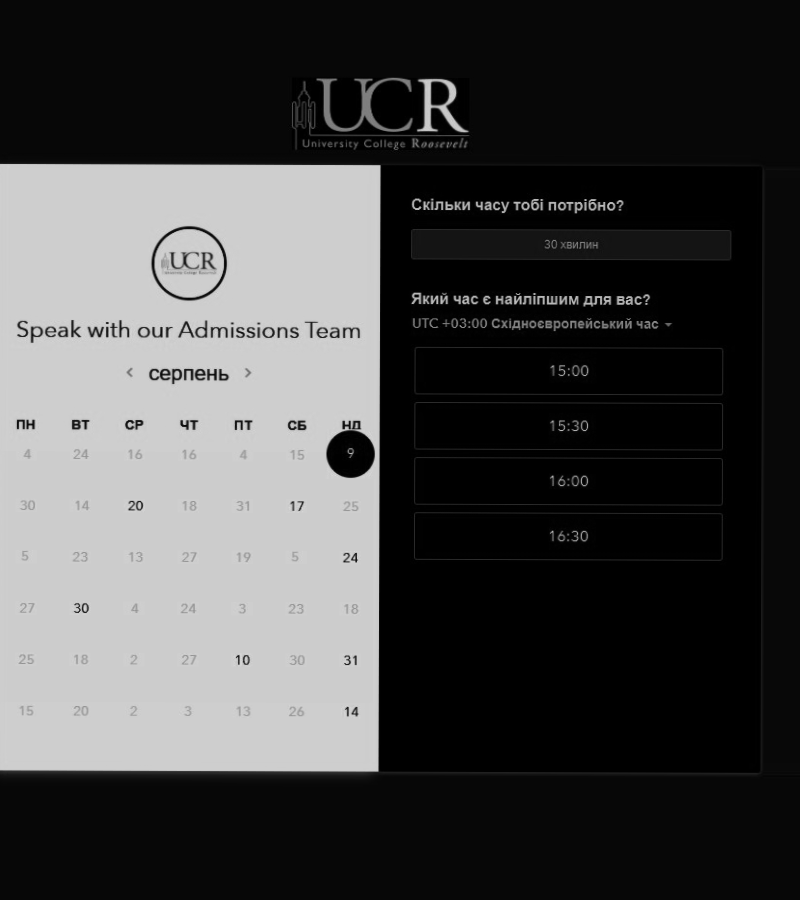 UCR
University College Roosevelt
UCR
Speak with our Admissions Team
серпень
ПН ВТ СР ЧТ ПТ СБ НД
4 24 16 16 4 15 9
30 14 20 18 31 17 25
5 23 13 27 19 5 24
27 30 4 24 3 23 18
25 18 2 27 10 30 31
15 20 2 3 13 26 14
Скільки часу тобі потрібно?
30 хвилин
Який час є найліпшим для вас?
UTC +03:00 Східноєвропейський час
15:00
15:30
16:00
16:30